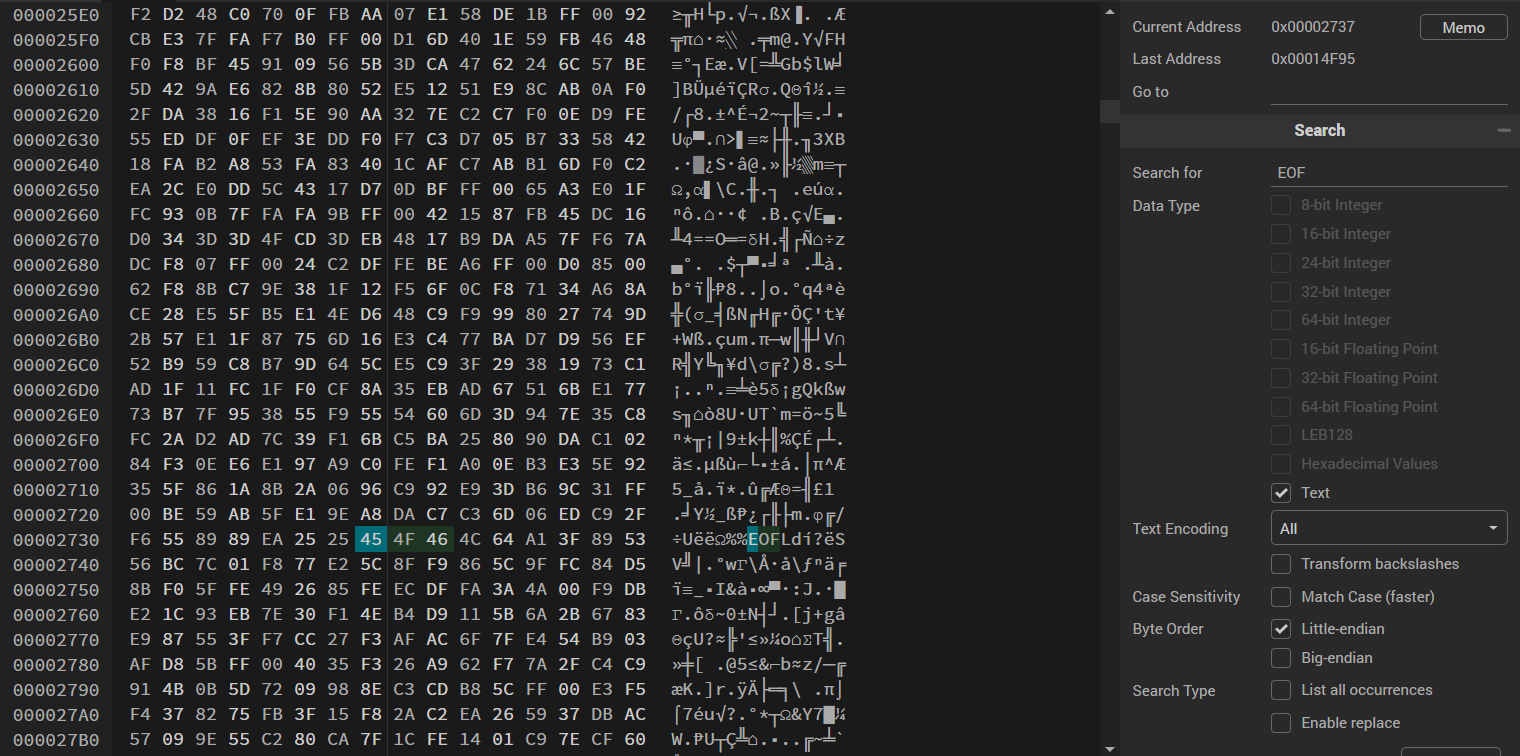 000025E0 F2 D2 48 C0 70 0F FB AA 07 E1 58 DE 1B FF 00 92 ≥╥H└p.√¬.ßX▐. .Æ
000025F0 CB E3 7F FA F7 B0 FF 00 D1 6D 40 1E 59 FB 46 48 ╦π⌂·≈░ .╤m@.Y√FH
00002600 F0 F8 BF 45 91 09 56 5B 3D CA 47 62 24 6C 57 BE ≡°┐Eæ.V[=╩Gb$lW╛
00002610 5D 42 9A E6 82 8B 80 52 E5 12 51 E9 8C AB 0A F0 ]BÜµéïÇRσ.QΘî½.≡
00002620 2F DA 38 16 F1 5E 90 AA 32 7E C2 C7 F0 0E D9 FE /┌8.±^É¬2~┬╟≡.┘■
00002630 55 ED DF 0F EF 3E DD F0 F7 C3 D7 05 B7 33 58 42 Uφ▀.∩>▌≡≈├╫.╖3XB
00002640 18 FA B2 A8 53 FA 83 40 1C AF C7 AB B1 6D F0 C2 .·▓¿S·â@.»╟½▒m≡┬
00002650 EA 2C E0 DD 5C 43 17 D7 0D BF FF 00 65 A3 E0 1F Ω,α▌\C.╫.┐ .eúα.
00002660 FC 93 0B 7F FA FA 9B FF 00 42 15 87 FB 45 DC 16 ⁿô.⌂··¢ .B.ç√E▄.
00002670 D0 34 3D 3D 4F CD 3D EB 48 17 B9 DA A5 7F F6 7A ╨4==O═=δH.╣┌Ñ⌂÷z
00002680 DC F8 07 FF 00 24 C2 DF FE BE A6 FF 00 D0 85 00 ▄°. .$┬▀■╛ª .╨à.
00002690 62 F8 8B C7 9E 38 1F 12 F5 6F 0C F8 71 34 A6 8A b°ï╟₧8..⌡o.°q4ªè
000026A0 CE 28 E5 5F B5 E1 4E D6 48 C9 F9 99 80 27 74 9D ╬(σ_╡ßN╓H╔∙ÖÇ't¥
000026B0 2B 57 E1 1F 87 75 6D 16 E3 C4 77 BA D7 D9 56 EF +Wß.çum.π─w║╫┘V∩
000026C0 52 B9 59 C8 B7 9D 64 5C E5 C9 3F 29 38 19 73 C1 R╣Y╚╖¥d\σ╔?)8.s┴
000026D0 AD 1F 11 FC 1F F0 CF 8A 35 EB AD 67 51 6B E1 77 ¡..ⁿ.≡╧è5δ¡gQkßw
000026E0 73 B7 7F 95 38 55 F9 55 54 60 6D 3D 94 7E 35 C8 s╖⌂ò8U∙UT`m=ö~5╚
000026F0 FC 2A D2 AD 7C 39 F1 6B C5 BA 25 80 90 DA C1 02 ⁿ*╥¡|9±k┼║%ÇÉ┌┴.
00002700 84 F3 0E E6 E1 97 A9 C0 FE F1 A0 0E B3 E3 5E 92 ä≤.µßù⌐└■±á.│π^Æ
00002710 35 5F 86 1A 8B 2A 06 96 C9 92 E9 3D B6 9C 31 FF 5_å.ï*.û╔ÆΘ=╢£1
00002720 00 BE 59 AB 5F E1 9E A8 DA C7 C3 6D 06 ED C9 2F .╛Y½_ß₧¿┌╟├m.φ╔/
00002730 F6 55 89 89 EA 25 25 45 4F 46 4C 64 A1 3F 89 53 ÷UëëΩ%%EOFLdí?ëS
00002740 56 BC 7C 01 F8 77 E2 5C 8F F9 86 5C 9F FC 84 D5 V╝|.°wΓ\Å∙å\ƒⁿä╒
00002750 8B F0 5F FE 49 26 85 FE EC DF FA 3A 4A 00 F9 DB ï≡_■I&à■∞▀·:J.∙█
00002760 E2 1C 93 EB 7E 30 F1 4E B4 D9 11 5B 6A 2B 67 83 Γ.ôδ~0±N┤┘.[j+gâ
00002770 E9 87 55 3F F7 CC 27 F3 AF AC 6F 7F E4 54 B9 03 ΘçU?≈╠'≤»¼o⌂ΣT╣.
00002780 AF D8 5B FF 00 40 35 F3 26 A9 62 F7 7A 2F C4 C9 »╪[ .@5≤&⌐b≈z/─╔
00002790 91 4B 0B 5D 72 09 98 8E C3 CD B8 5C FF 00 E3 F5 æK.]r.ÿÄ├═╕\ .π⌡
000027A0 F4 37 82 75 FB 3F 15 F8 2A C2 EA 26 59 37 DB AC ⌠7éu√?.°*┬Ω&Y7█¼
000027B0 57 09 9E 55 C2 80 CA 7F 1C FE 14 01 C9 7E CF 60 W.₧U┬Ç╩⌂.■..╔~╧`
Current Address 0x00002737 Memo
Last Address 0x00014F95
Go to
Search
Search for EOF
Data Type 8-bit Integer
16-bit Integer
24-bit Integer
32-bit Integer
64-bit Integer
16-bit Floating Point
32-bit Floating Point
64-bit Floating Point
LEB128
Hexadecimal Values
Text
Text Encoding All
Transform backslashes
Case Sensitivity Match Case (faster)
Byte Order Little-endian
Big-endian
Search Type List all occurrences
Enable replace